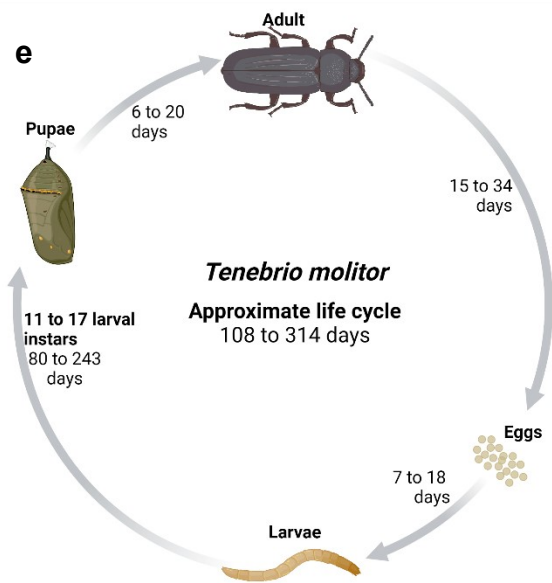 e
Adult
6 to 20
days
Pupae
15 to 34
days
Tenebrio molitor
Approximate life cycle
108 to 314 days
11 to 17 larval
instars
80 to 243
days
Eggs
7 to 18
days
Larvae